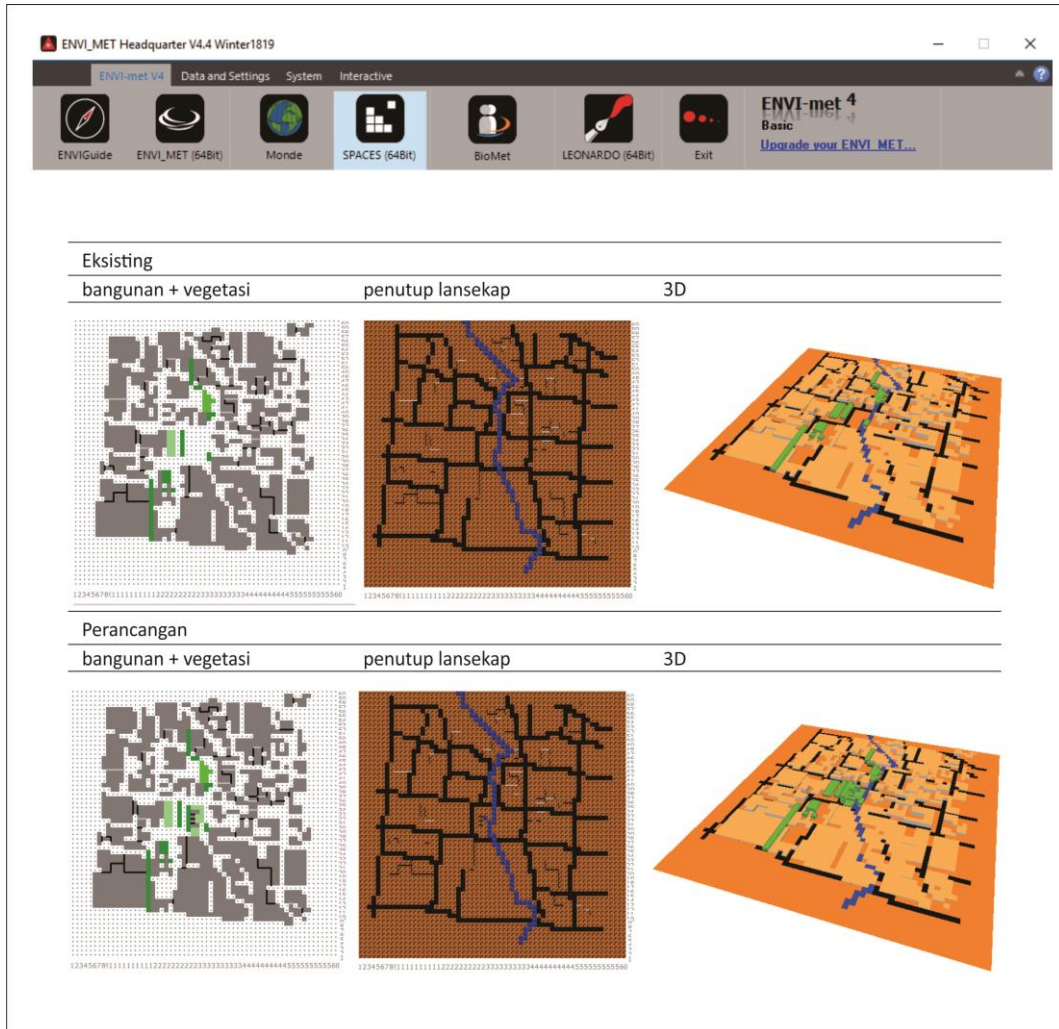 ENVI_MET Headquarter V4.4 Winter1819
ENVI-met V4 Data and Settings System Interactive
ENVIGuide ENVI_MET (64Bit) Monde SPACES (64Bit) BioMet LEONARDO (64Bit) Exit
ENVI-met 4
Basic
Upgrade your ENVI_MET...
Eksisting
bangunan + vegetasi penutup lansekap 3D
Perancangan
bangunan + vegetasi penutup lansekap 3D